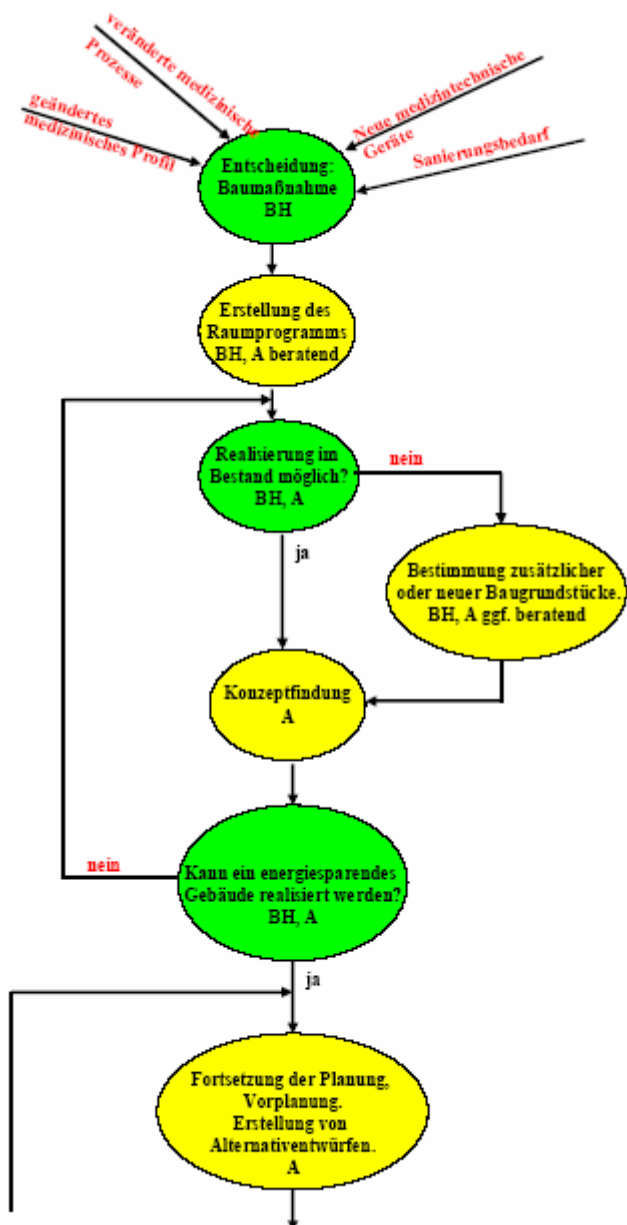 veränderte medizinische
Prozesse
geändertes
medizinisches Profil
Neue medizintechnische
Geräte
Sanierungsbedarf
Entscheidung:
Baumaßnahme
BH
Erstellung des
Raumprogramms
BH, A beratend
Realisierung im
Bestand möglich?
BH, A
nein
ja
Bestimmung zusätzlicher
oder neuer Baugrundstücke.
BH, A ggf. beratend
Konzeptfindung
A
nein
Kann ein energiesparendes
Gebäude realisiert werden?
BH, A
ja
Fortsetzung der Planung,
Vorplanung.
Erstellung von
Alternativentwürfen.
A